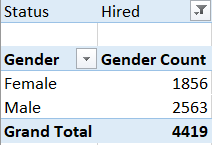 Status Hired
Gender Gender Count
Female 1856
Male 2563
Grand Total 4419